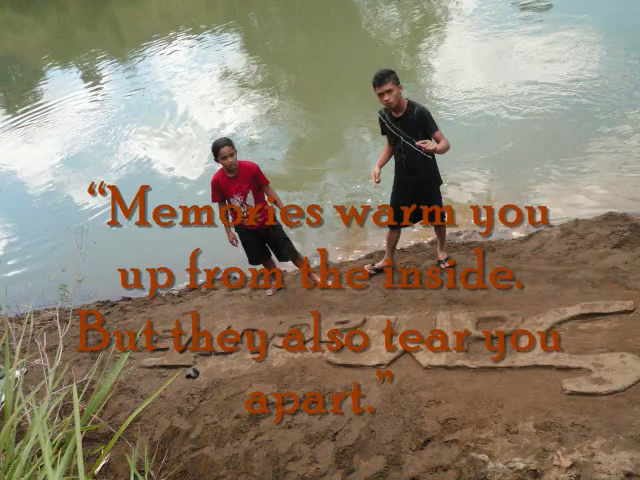 “Memories warm you
up from the inside.
But they also tear you
apart.”